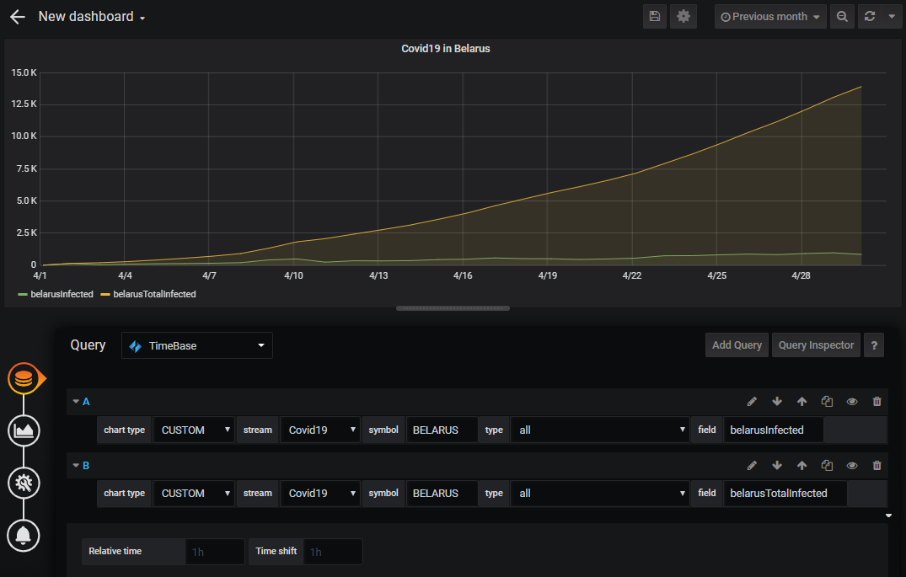 New dashboard
Previous month
Covid19 in Belarus
15.0 K
12.5 K
10.0 K
7.5 K
5.0 K
2.5 K
0
4/1 4/4 4/7 4/10 4/13 4/16 4/19 4/22 4/25 4/28
belarusInfected belarusTotalInfected
Query TimeBase Add Query Query Inspector ?
A
chart type CUSTOM stream Covid19 symbol BELARUS type all field belarusInfected
B
chart type CUSTOM stream Covid19 symbol BELARUS type all field belarusTotalInfected
Relative time 1h Time shift 1h